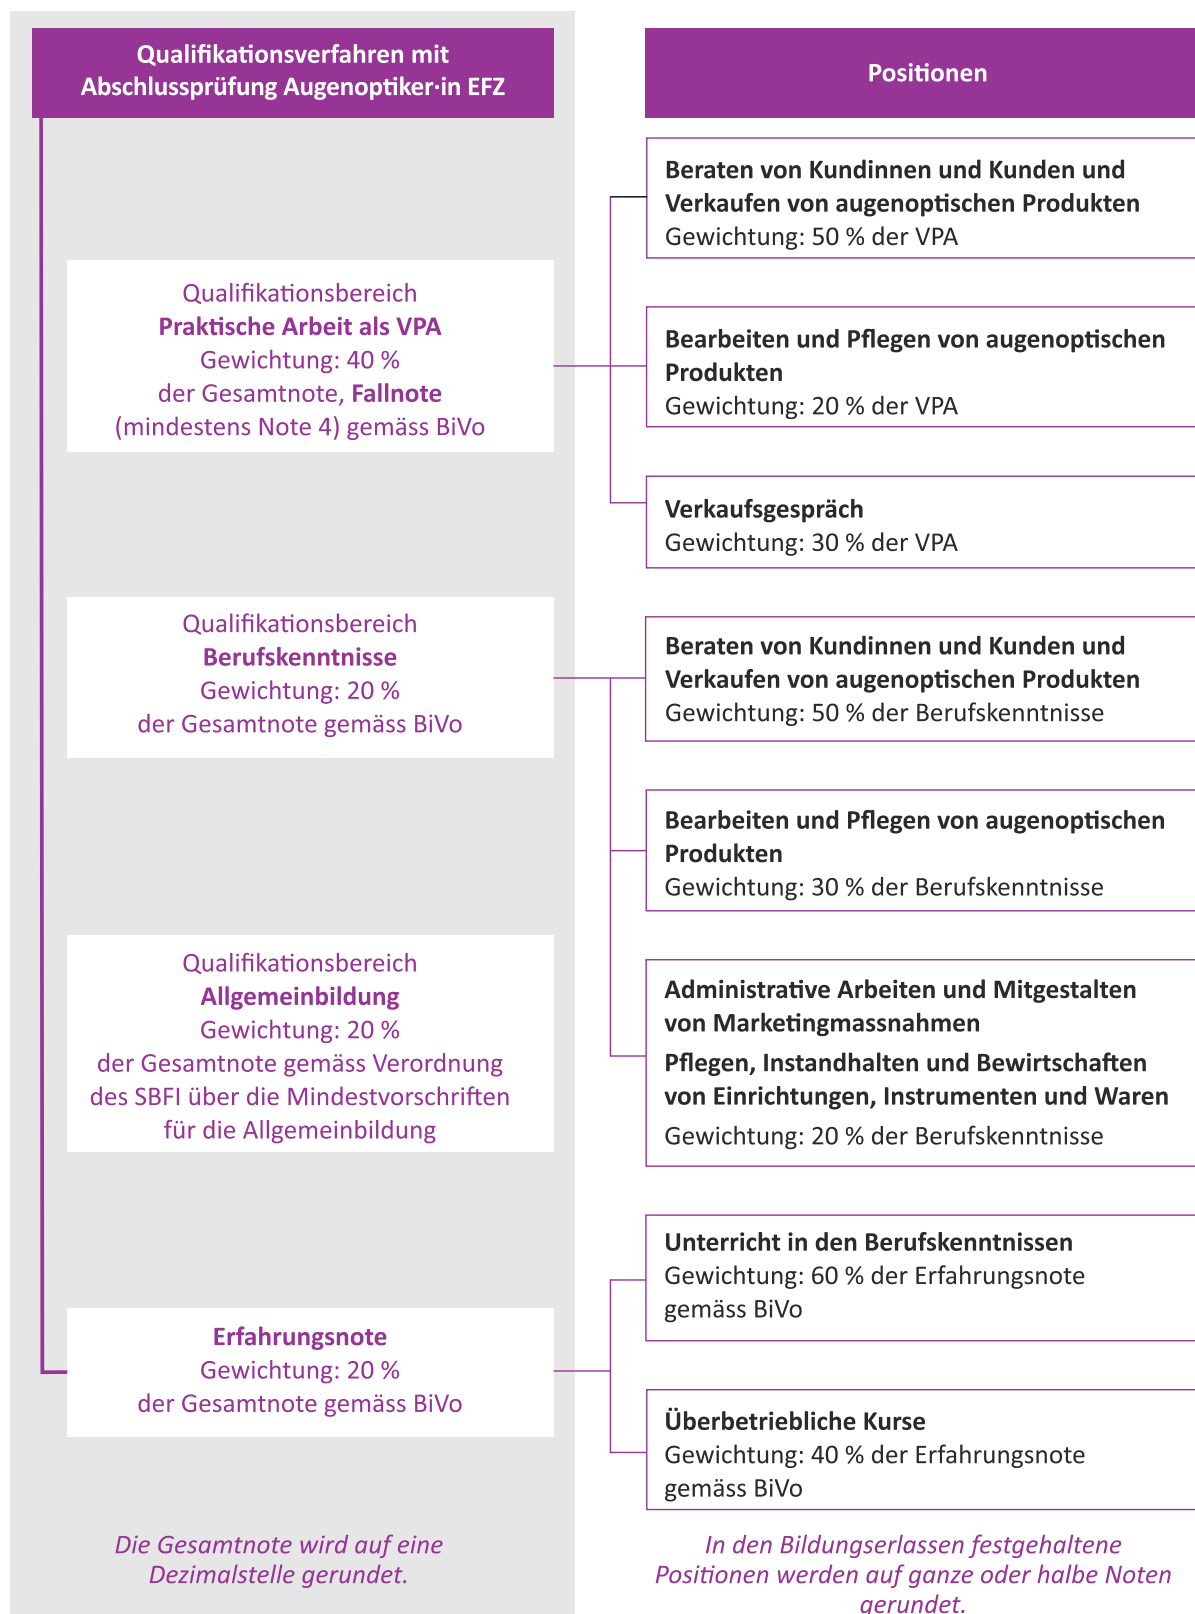 Qualifikationsverfahren mit
Abschlussprüfung Augenoptiker·in EFZ
Qualifikationsbereich
Praktische Arbeit als VPA
Gewichtung: 40 %
der Gesamtnote, Fallnote
(mindestens Note 4) gemäss BiVo
Qualifikationsbereich
Berufskenntnisse
Gewichtung: 20 %
der Gesamtnote gemäss BiVo
Qualifikationsbereich
Allgemeinbildung
Gewichtung: 20 %
der Gesamtnote gemäss Verordnung
des SBFI über die Mindestvorschriften
für die Allgemeinbildung
Erfahrungsnote
Gewichtung: 20 %
der Gesamtnote gemäss BiVo
Die Gesamtnote wird auf eine
Dezimalstelle gerundet.
Positionen
Beraten von Kundinnen und Kunden und
Verkaufen von augenoptischen Produkten
Gewichtung: 50 % der VPA
Bearbeiten und Pflegen von augenoptischen
Produkten
Gewichtung: 20 % der VPA
Verkaufsgespräch
Gewichtung: 30 % der VPA
Beraten von Kundinnen und Kunden und
Verkaufen von augenoptischen Produkten
Gewichtung: 50 % der Berufskenntnisse
Bearbeiten und Pflegen von augenoptischen
Produkten
Gewichtung: 30 % der Berufskenntnisse
Administrative Arbeiten und Mitgestalten
von Marketingmassnahmen
Pflegen, Instandhalten und Bewirtschaften
von Einrichtungen, Instrumenten und Waren
Gewichtung: 20 % der Berufskenntnisse
Unterricht in den Berufskenntnissen
Gewichtung: 60 % der Erfahrungsnote
gemäss BiVo
Überbetriebliche Kurse
Gewichtung: 40 % der Erfahrungsnote
gemäss BiVo
In den Bildungserlassen festgehaltene
Positionen werden auf ganze oder halbe Noten
gerundet.